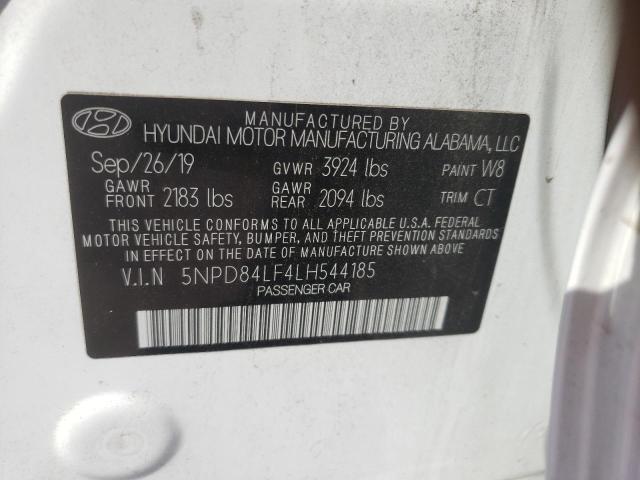 MANUFACTURED BY
HYUNDAI MOTOR MANUFACTURING ALABAMA, LLC
Sep/26/19 GVWR 3924 lbs PAINT W8
GAWR FRONT 2183 lbs GAWR REAR 2094 lbs TRIM CT
THIS VEHICLE CONFORMS TO ALL APPLICABLE U.S.A. FEDERAL
MOTOR VEHICLE SAFETY, BUMPER, AND THEFT PREVENTION STANDARDS
IN EFFECT ON THE DATE OF MANUFACTURE SHOWN ABOVE.
V.I.N 5NPD84LF4LH544185
PASSENGER CAR